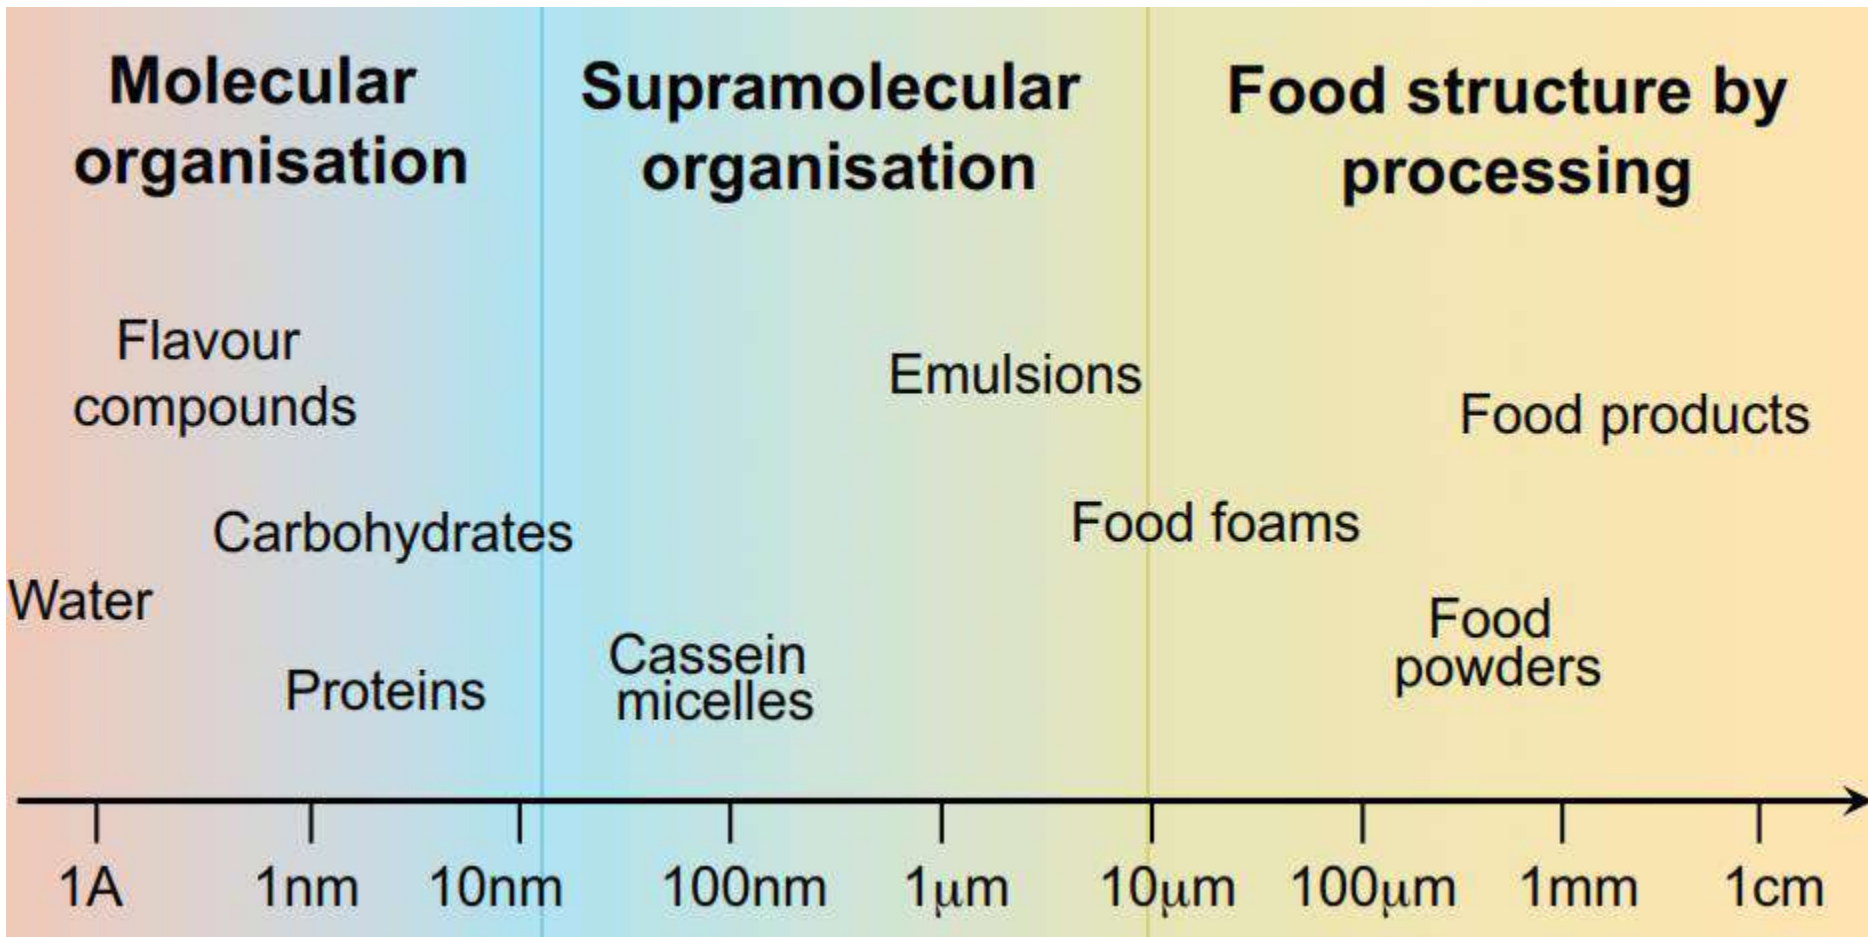 Molecular
organisation
Supramolecular
organisation
Food structure by
processing
Flavour
compounds
Emulsions
Food products
Carbohydrates
Food foams
Water
Food
powders
Proteins
Cassein
micelles
1A
1nm
10nm
100nm
1μm
10μm
100μm
1mm
1cm